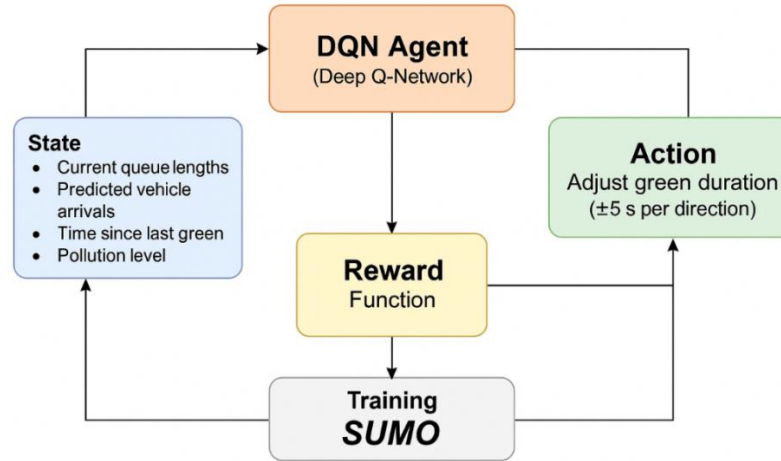 DQN Agent
(Deep Q-Network)
State
• Current queue lengths
• Predicted vehicle
arrivals
• Time since last green
• Pollution level
Action
Adjust green duration
(±5 s per direction)
Reward
Function
Training
SUMO